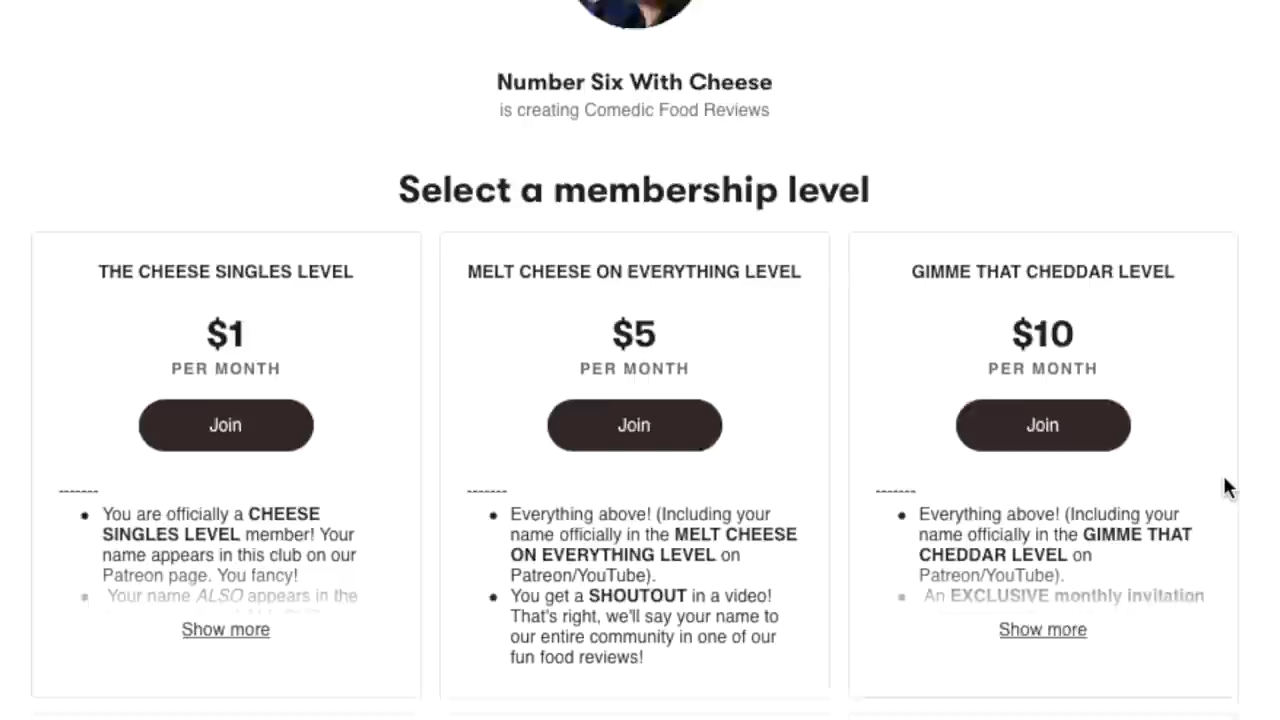 Number Six With Cheese
is creating Comedic Food Reviews
Select a membership level
THE CHEESE SINGLES LEVEL
$1
PER MONTH
Join
-------
• You are officially a CHEESE
SINGLES LEVEL member! Your
name appears in this club on our
Patreon page. You fancy!
• Your name ALSO appears in the
Show more
MELT CHEESE ON EVERYTHING LEVEL
$5
PER MONTH
Join
-------
• Everything above! (Including your
name officially in the MELT CHEESE
ON EVERYTHING LEVEL on
Patreon/YouTube).
• You get a SHOUTOUT in a video!
That's right, we'll say your name to
our entire community in one of our
fun food reviews!
GIMME THAT CHEDDAR LEVEL
$10
PER MONTH
Join
-------
• Everything above! (Including your
name officially in the GIMME THAT
CHEDDAR LEVEL on
Patreon/YouTube).
• An EXCLUSIVE monthly invitation
Show more